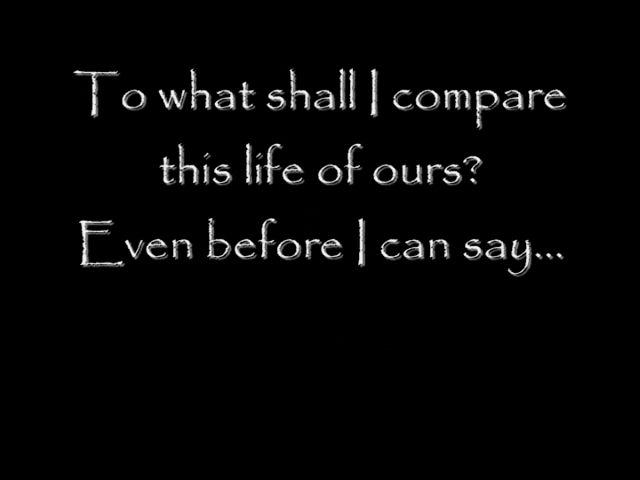 To what shall I compare
this life of ours?
Even before I can say...